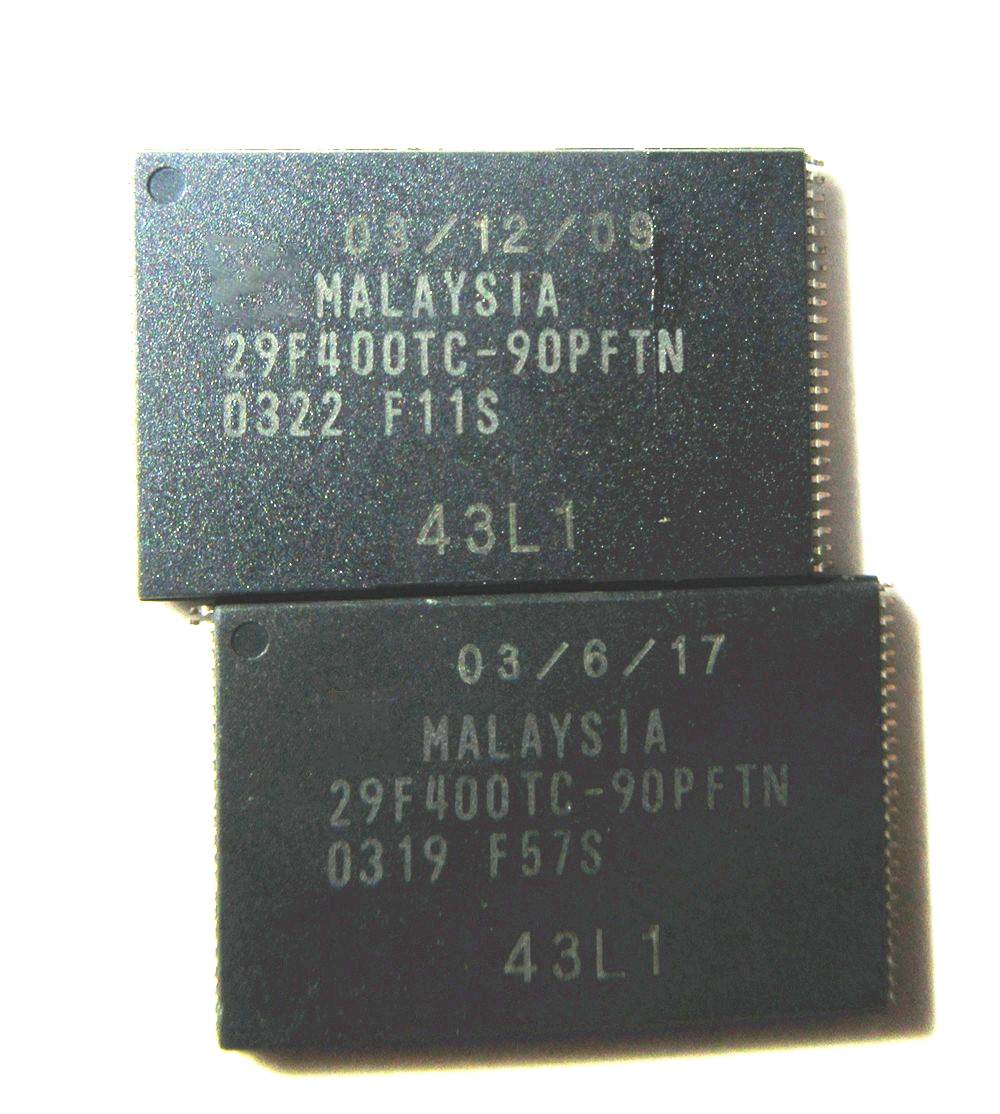 03/12/09
MALAYSIA
29F400TC-90PFTN
0322 F11S
43L1
03/6/17
MALAYSIA
29F400TC-90PFTN
0319 F57S
43L1